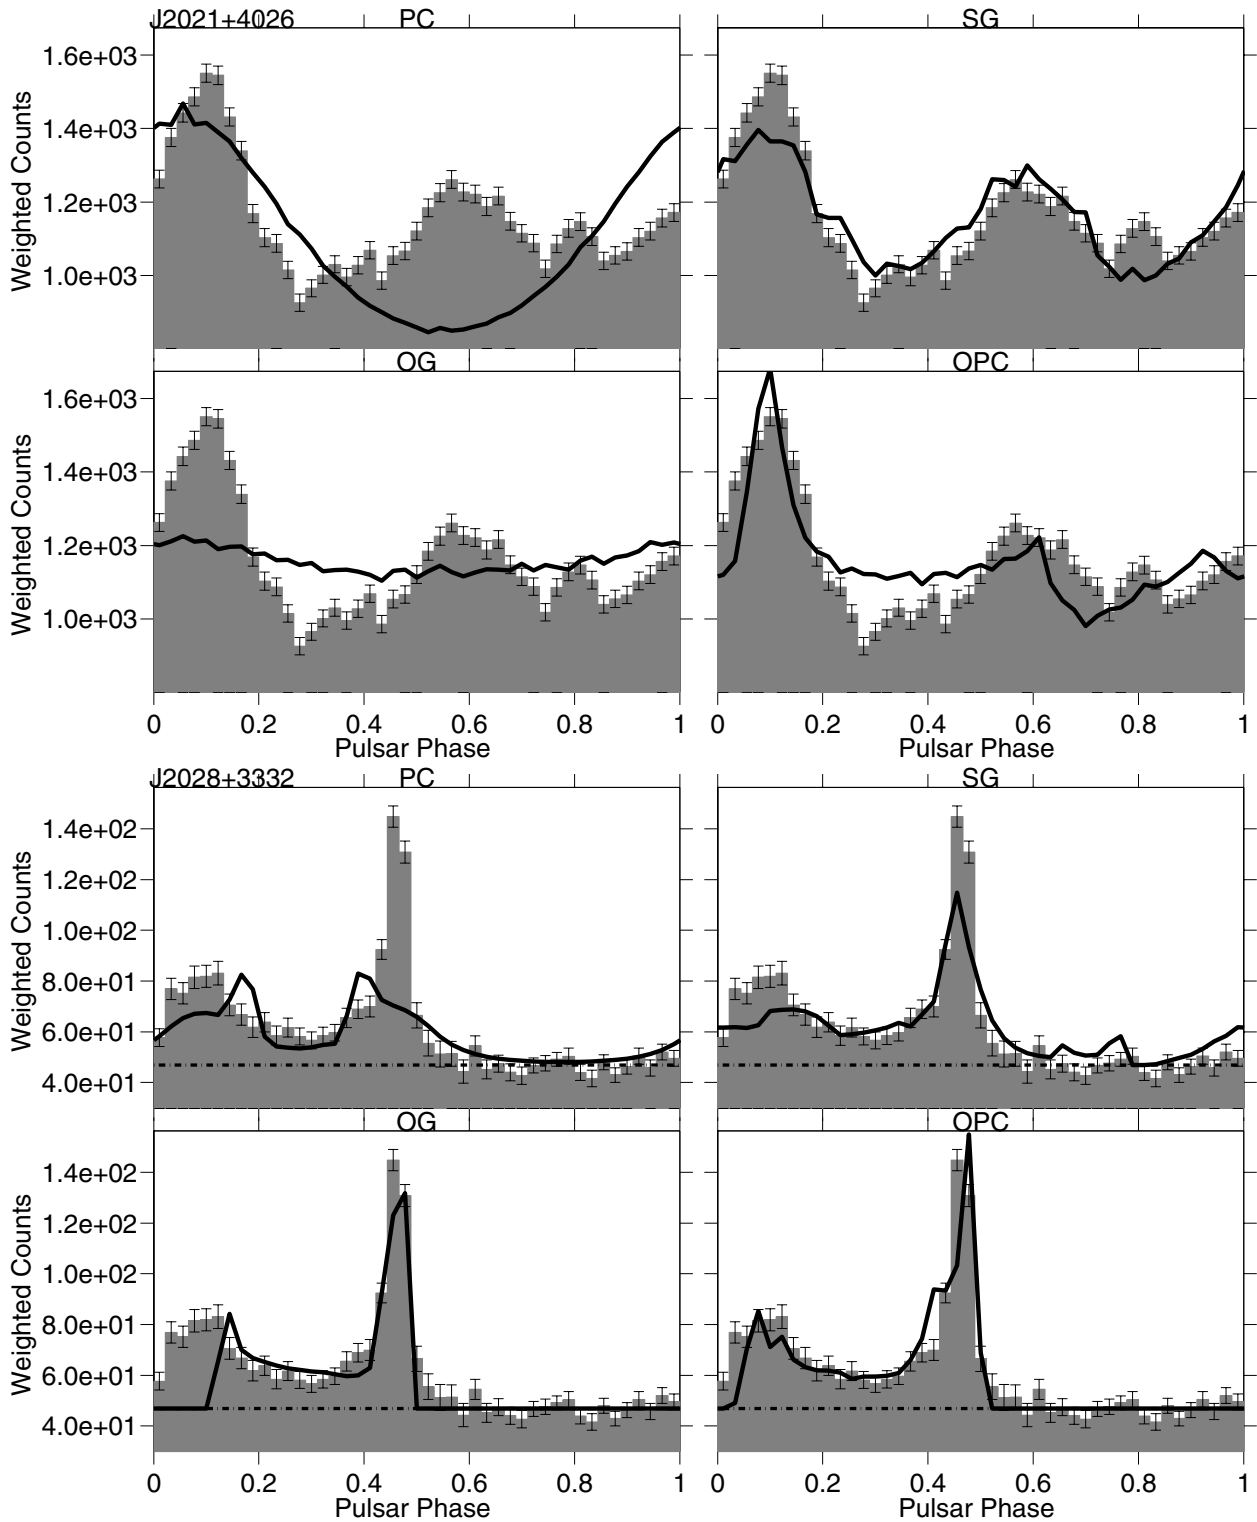 J2021+4026 PC SG
1.6e+03
1.4e+03
1.2e+03
1.0e+03
Weighted Counts
OG OPC
1.6e+03
1.4e+03
1.2e+03
1.0e+03
Weighted Counts
0 0.2 0.4 0.6 0.8 1 0 0.2 0.4 0.6 0.8 1
Pulsar Phase Pulsar Phase
J2028+3332 PC SG
1.4e+02
1.2e+02
1.0e+02
8.0e+01
6.0e+01
4.0e+01
Weighted Counts
OG OPC
1.4e+02
1.2e+02
1.0e+02
8.0e+01
6.0e+01
4.0e+01
Weighted Counts
0 0.2 0.4 0.6 0.8 1 0 0.2 0.4 0.6 0.8 1
Pulsar Phase Pulsar Phase